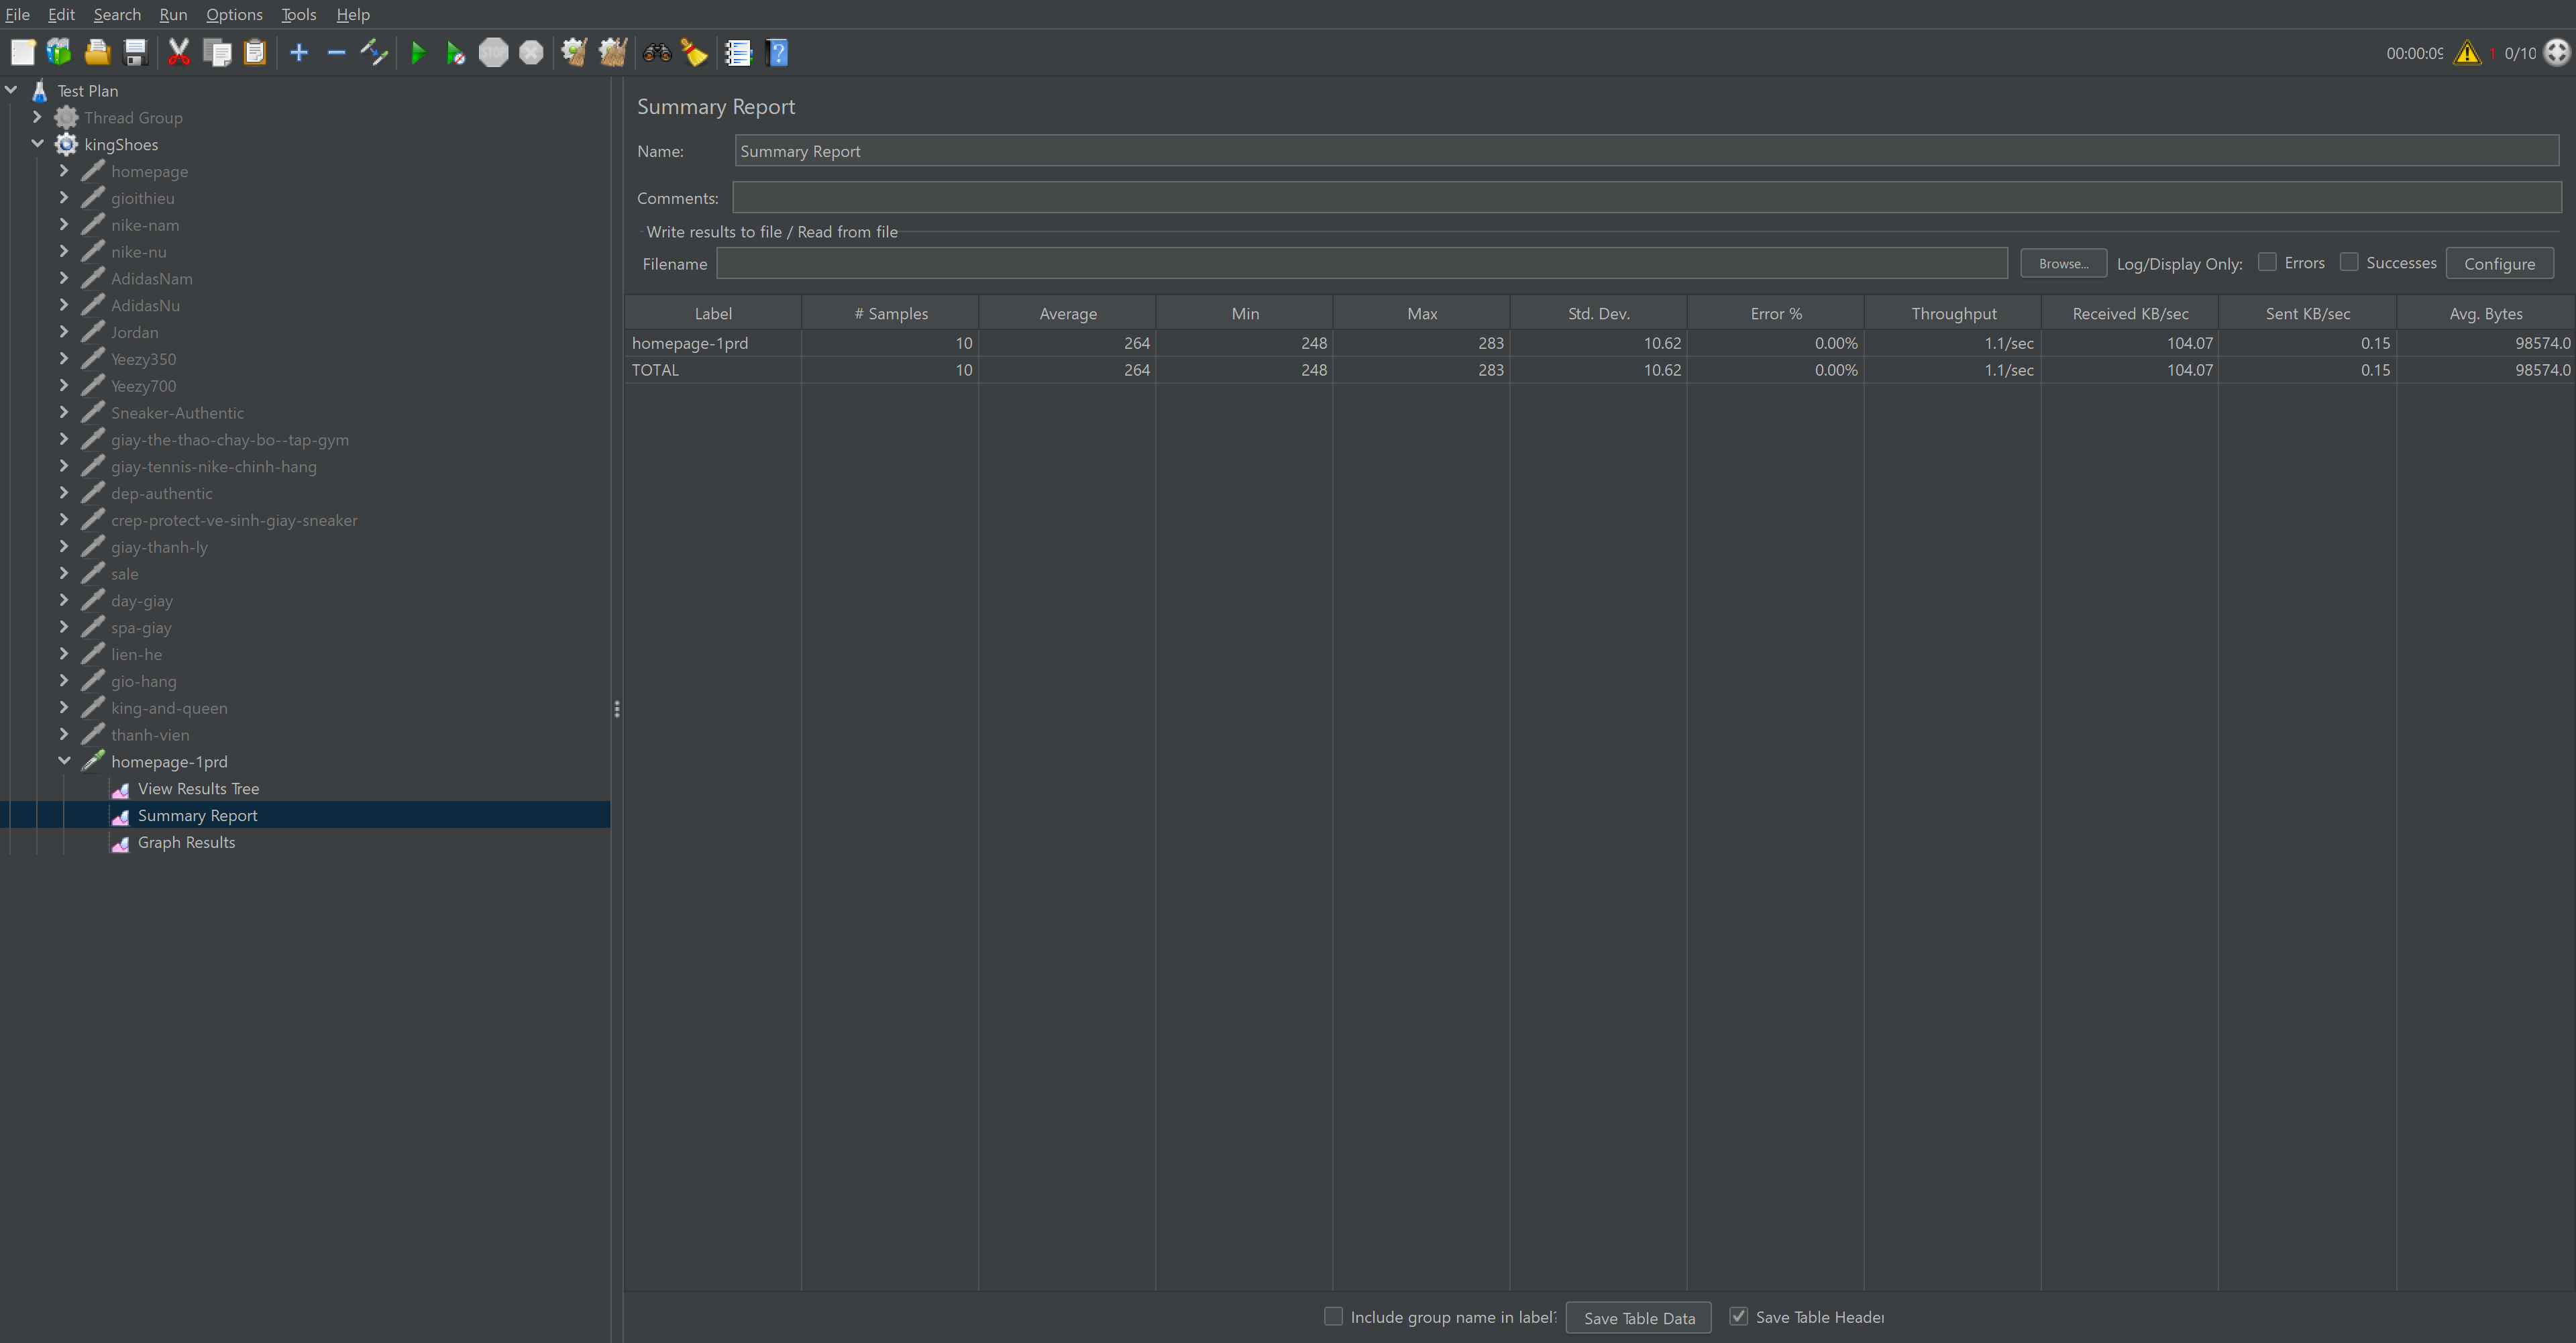 File Edit Search Run Options Tools Help
00:00:09 1 0/10
Test Plan
Thread Group
kingShoes
homepage
gioithieu
nike-nam
nike-nu
AdidasNam
AdidasNu
Jordan
Yeezy350
Yeezy700
Sneaker-Authentic
giay-the-thao-chay-bo--tap-gym
giay-tennis-nike-chinh-hang
dep-authentic
crep-protect-ve-sinh-giay-sneaker
giay-thanh-ly
sale
day-giay
spa-giay
lien-he
gio-hang
king-and-queen
thanh-vien
homepage-1prd
View Results Tree
Summary Report
Graph Results
Summary Report
Name: Summary Report
Comments:
Write results to file / Read from file
Filename Browse... Log/Display Only: Errors Successes Configure
Label # Samples Average Min Max Std. Dev. Error % Throughput Received KB/sec Sent KB/sec Avg. Bytes
homepage-1prd 10 264 248 283 10.62 0.00% 1.1/sec 104.07 0.15 98574.0
TOTAL 10 264 248 283 10.62 0.00% 1.1/sec 104.07 0.15 98574.0
Include group name in label? Save Table Data Save Table Header